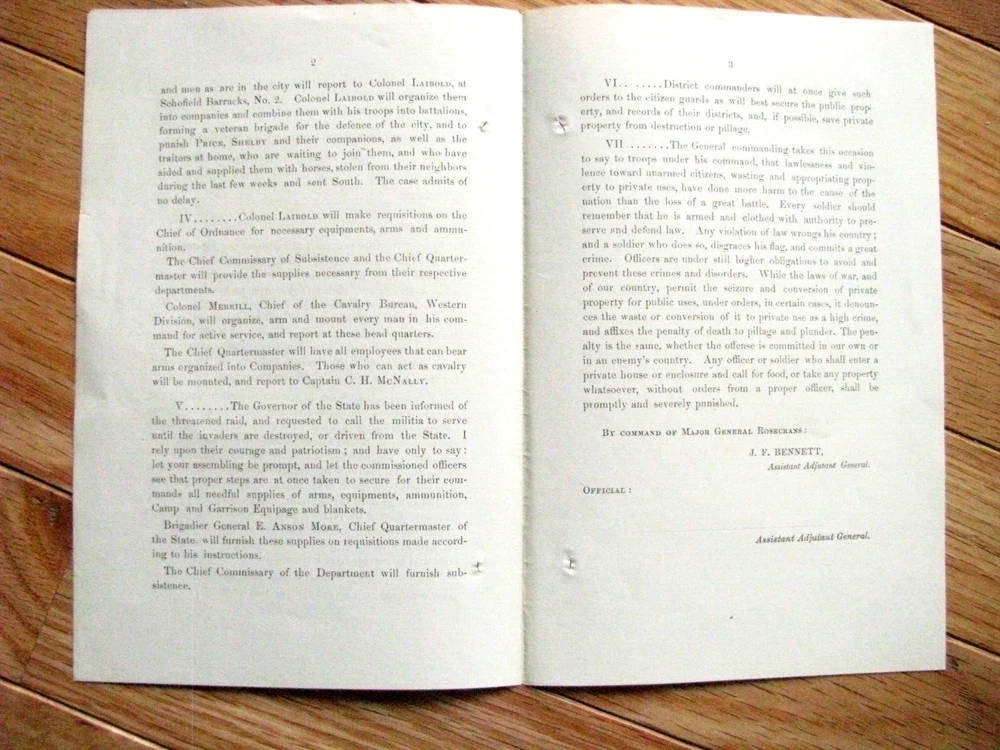 2
and men as are in the city will report to Colonel LAIBOLD, at
Schofield Barracks, No. 2. Colonel LAIBOLD will organize them
into companies and combine them with his troops into battalions,
forming a veteran brigade for the defence of the city, and to
punish PRICE, SHELBY and their companions, as well as the
traitors at home, who are waiting to join them, and who have
aided and supplied them with horses, stolen from their neighbors
during the last few weeks and sent South. The case admits of
no delay.
IV........Colonel LAIBOLD will make requisitions on the
Chief of Ordnance for necessary equipments, arms and ammu-
nition.
The Chief Commissary of Subsistence and the Chief Quarter-
master will provide the supplies necessary from their respective
departments.
Colonel MERRILL, Chief of the Cavalry Bureau, Western
Division, will organize, arm and mount every man in his com-
mand for active service, and report at these head quarters.
The Chief Quartermaster will have all employees that can bear
arms organized into Companies. Those who can act as cavalry
will be mounted, and report to Captain C. H. MCNALLY.
V........The Governor of the State has been informed of
the threatened raid, and requested to call the militia to serve
until the invaders are destroyed, or driven from the State. I
rely upon their courage and patriotism; and have only to say:
let your assembling be prompt, and let the commissioned officers
see that proper steps are at once taken to secure for their com-
mands all needful supplies of arms, equipments, ammunition,
Camp and Garrison Equipage and blankets.
Brigadier General E. ANSON MORE, Chief Quartermaster of
the State. will furnish these supplies on requisitions made accord-
ing to his instructions.
The Chief Commissary of the Department will furnish sub-
sistence.
3
VI.. .....District commanders will at once give such
orders to the citizen guards as will best secure the public prop-
erty, and records of their districts, and, if possible, save private
property from destruction or pillage.
VII .......The General commanding takes this occasion
to say to troops under his command, that lawlessness and vio-
lence toward unarmed citizens, wasting and appropriating prop-
erty to private uses, have done more harm to the cause of the
nation than the loss of a great battle. Every soldier should
remember that he is armed and clothed with authority to pre-
serve and defend law. Any violation of law wrongs his country;
and a soldier who does so, disgraces his flag, and commits a great
crime. Officers are under still higher obligations to avoid and
prevent these crimes and disorders. While the laws of war, and
of our country, permit the seizure and conversion of private
property for public uses, under orders, in certain cases, it denoun-
ces the waste or conversion of it to private use as a high crime,
and affixes the penalty of death to pillage and plunder. The pen-
alty is the same, whether the offense is committed in our own or
in an enemy's country. Any officer or soldier who shall enter a
private house or enclosure and call for food, or take any property
whatsoever, without orders from a proper officer, shall be
promptly and severely punished.
BY COMMAND OF MAJOR GENERAL ROSECRANS:
J. F. BENNETT,
Assistant Adjutant General.
OFFICIAL:
Assistant Adjutant General.